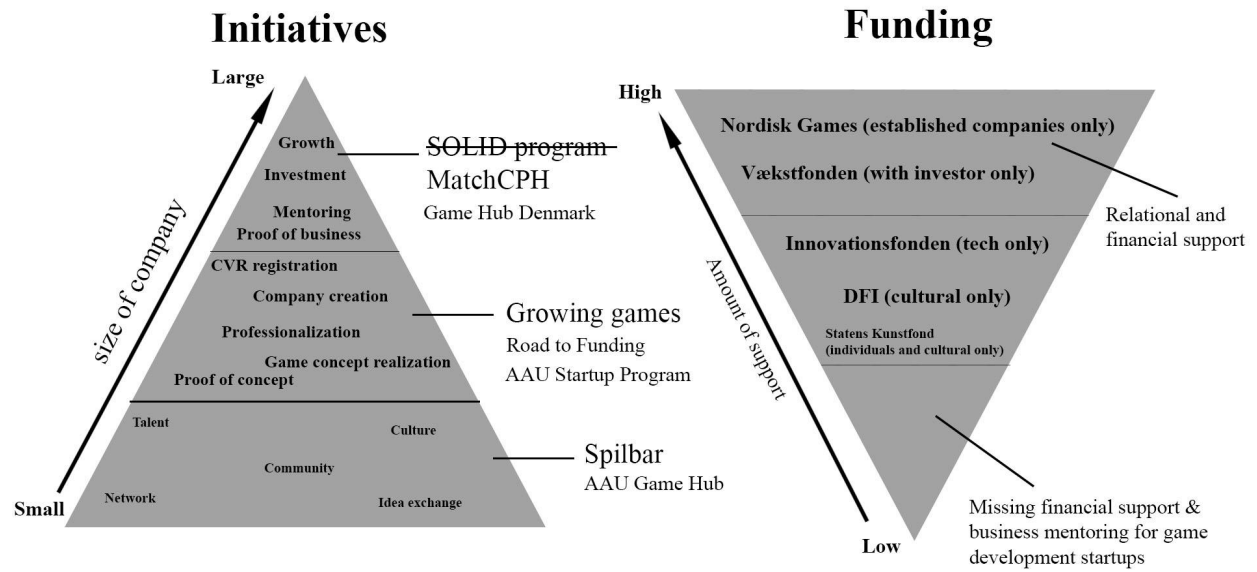 Initiatives
Large
Growth
Investment
Mentoring
Proof of business
CVR registration
Company creation
Professionalization
Game concept realization
Proof of concept
Talent
Culture
Community
Network
Idea exchange
Small
size of company
SOLID program
MatchCPH
Game Hub Denmark
Growing games
Road to Funding
AAU Startup Program
Spilbar
AAU Game Hub
Funding
High
Nordisk Games (established companies only)
Vækstfonden (with investor only)
Innovationsfonden (tech only)
DFI (cultural only)
Statens Kunstfond
(individuals and cultural only)
Amount of support
Low
Relational and
financial support
Missing financial support &
business mentoring for game
development startups